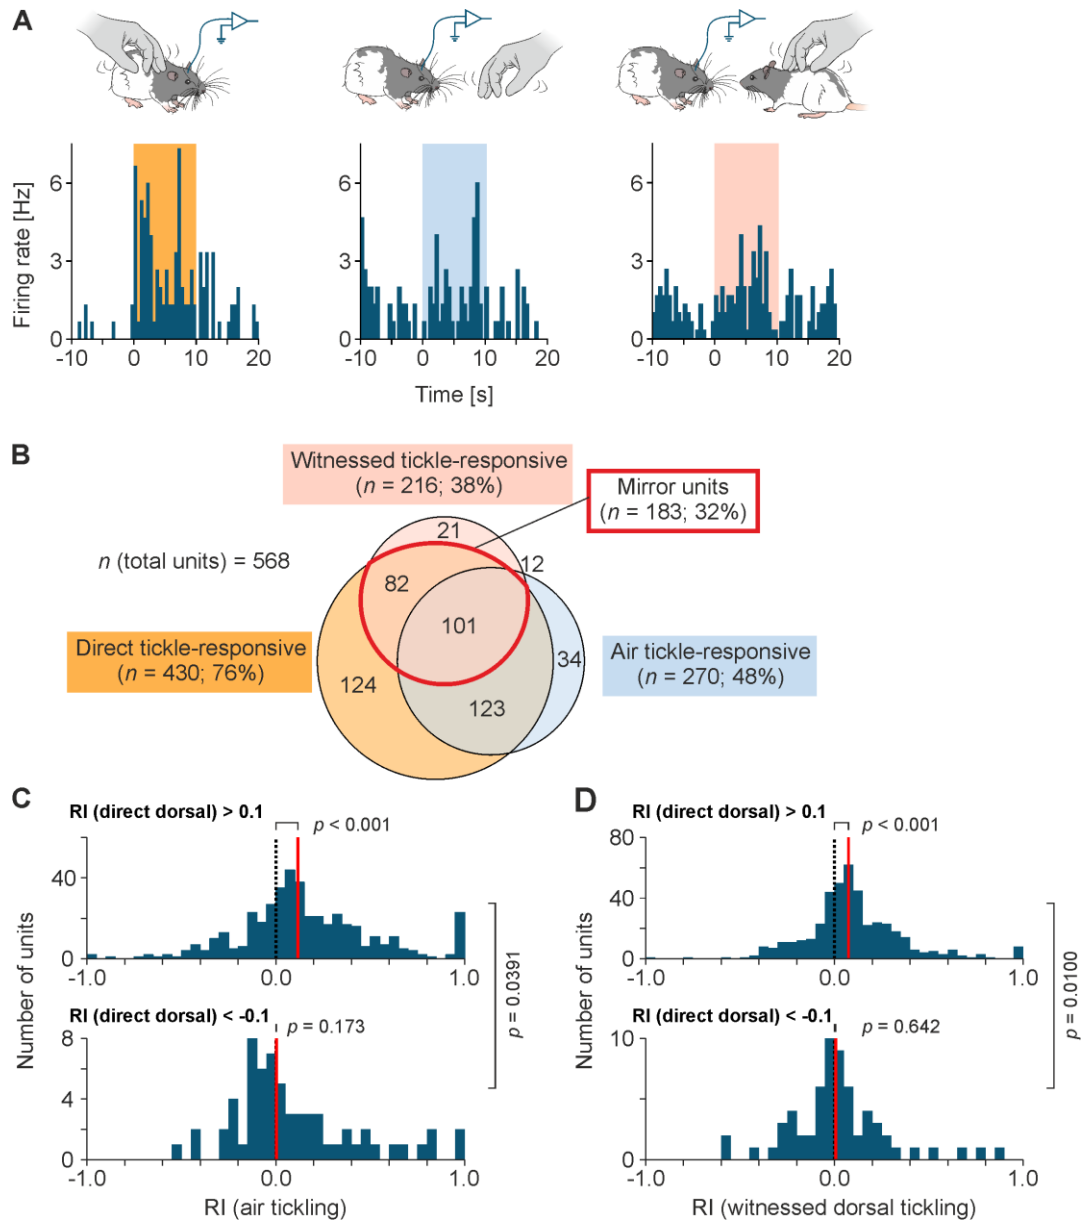 A
Firing rate [Hz]
6
3
0
-10
0
10
20
6
3
0
-10
0
10
20
6
3
0
-10
0
10
20
Time [s]
B
Witnessed tickle-responsive
(n = 216; 38%)
Mirror units
(n = 183; 32%)
n (total units) = 568
21
12
82
101
Direct tickle-responsive
(n = 430; 76%)
Air tickle-responsive
(n = 270; 48%)
34
124
123
C
RI (direct dorsal) > 0.1
p < 0.001
40
0
-1.0
0.0
1.0
Number of units
p = 0.0391
RI (direct dorsal) < -0.1
p = 0.173
8
4
0
-1.0
0.0
1.0
RI (air tickling)
D
RI (direct dorsal) > 0.1
p < 0.001
80
40
0
-1.0
0.0
1.0
Number of units
p = 0.0100
RI (direct dorsal) < -0.1
p = 0.642
10
0
-1.0
0.0
1.0
RI (witnessed dorsal tickling)